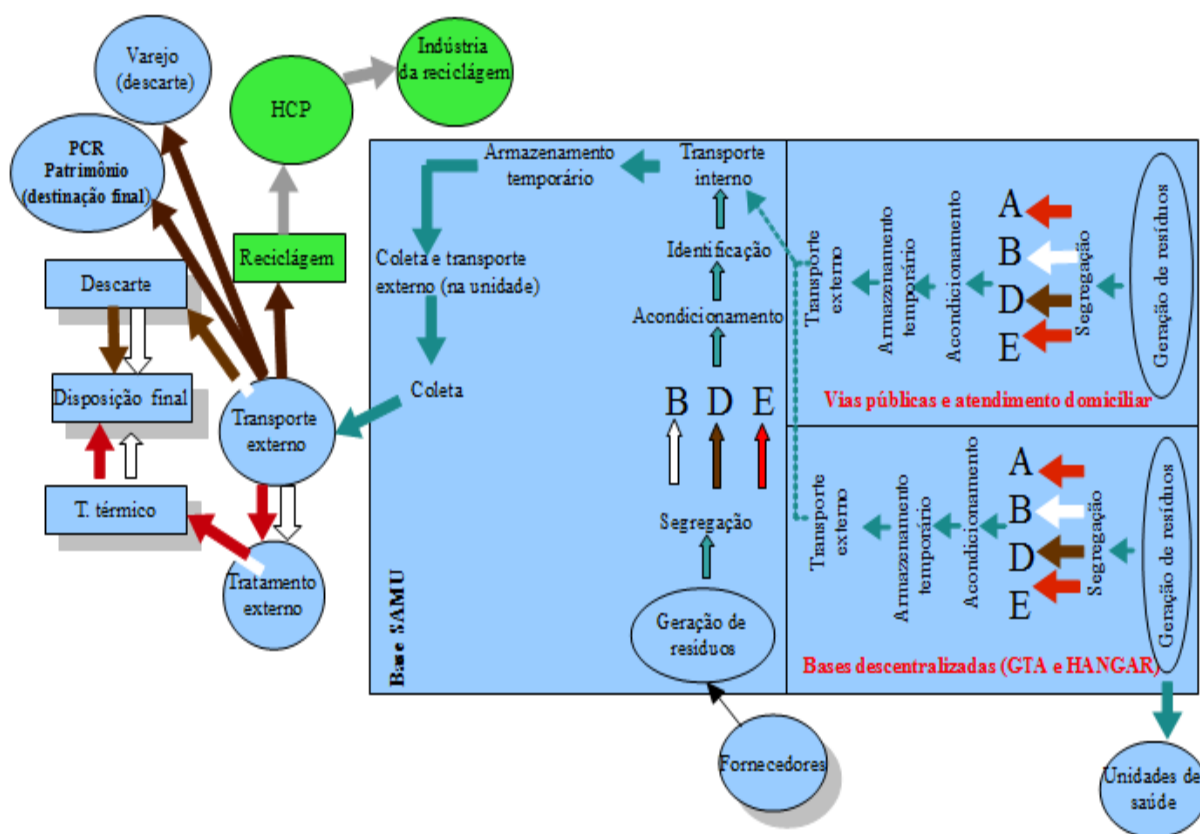 Varejo
(descarte)
Indústria
da reciclágem
HCP
PCR
Patrimônio
(destinação final)
Reciclágem
Descarte
Disposição final
Transporte
externo
T. térmico
Tratamento
externo
Armazenamento
temporário
Transporte
interno
Coleta e transporte
externo (na unidade)
Coleta
Identificação
Acondicionamento
B D E
Segregação
Geração de
resíduos
Base SAMU
Fornecedores
Transporte
externo
Armazenamento
temporário
Acondicionamento
A
B
D
E
Segregação
Geração de resíduos
Vias públicas e atendimento domiciliar
Transporte
externo
Armazenamento
temporário
Acondicionamento
A
B
D
E
Segregação
Geração de resíduos
Bases descentralizadas (GTA e HANGAR)
Unidades de
saúde